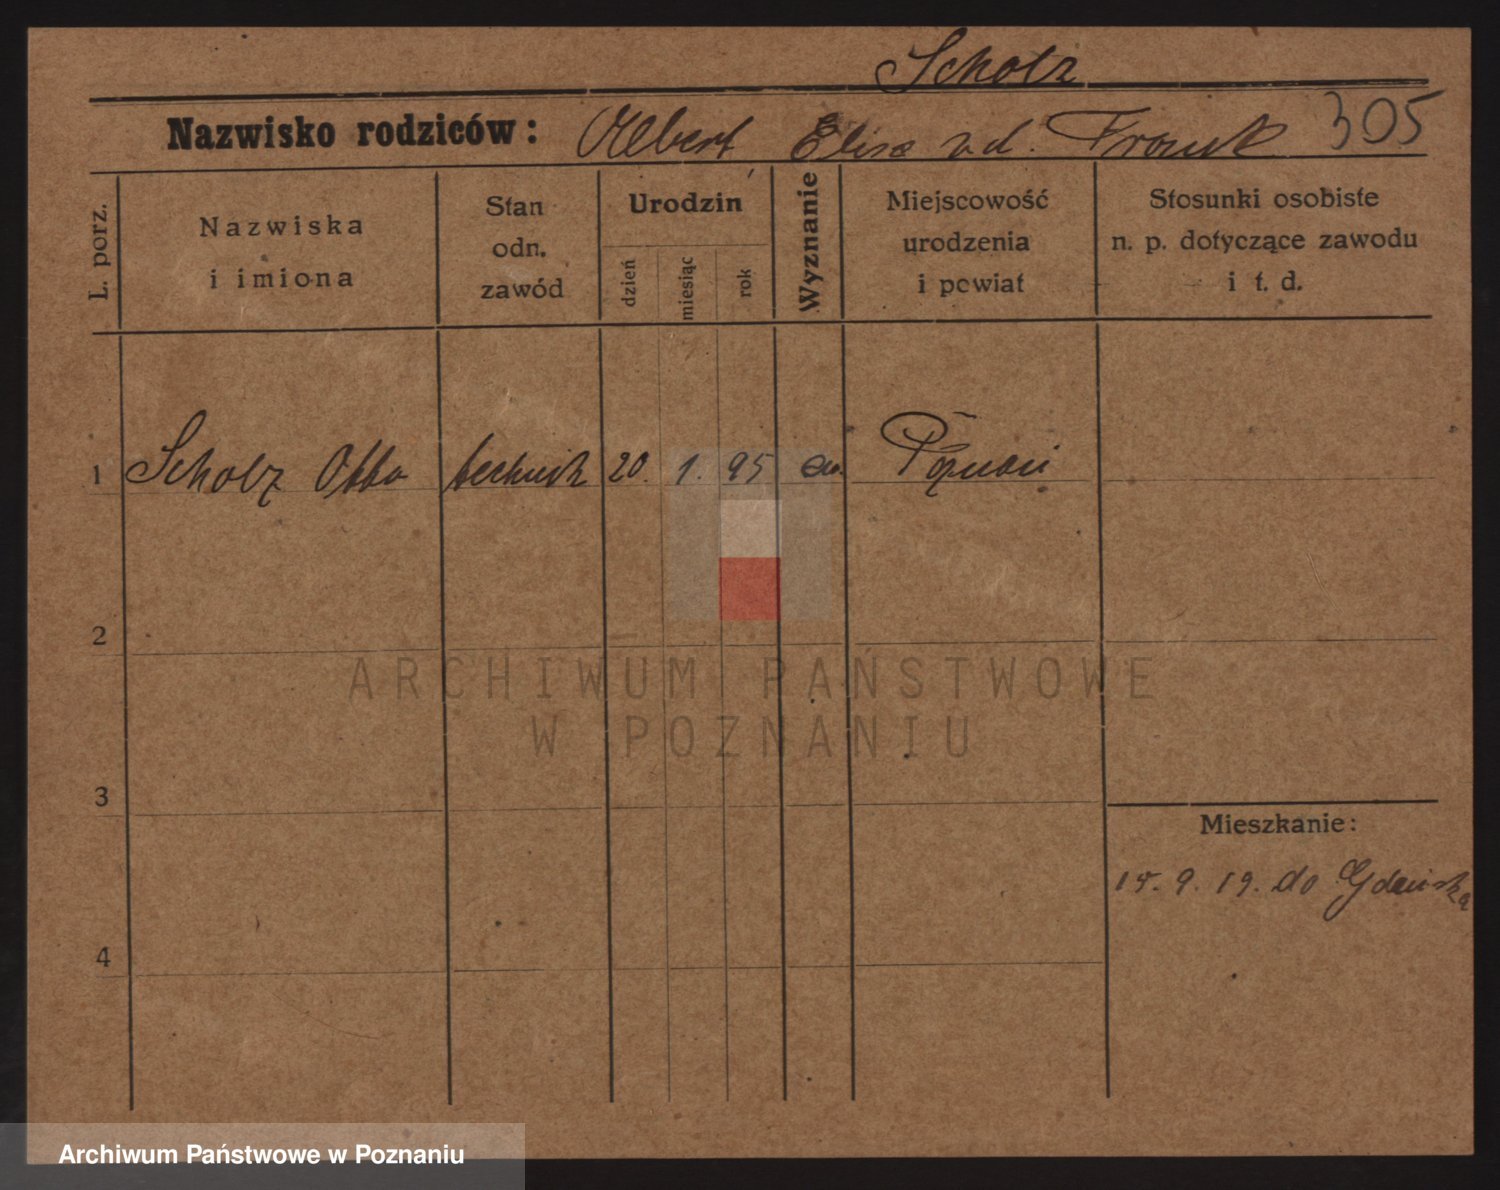 Scholz
Nazwisko rodziców: Albert Elise z d. Frank 305
L. porz.
Nazwiska
i imiona
Stan
odn.
zawód
Urodzin
dzień
miesiąc
rok
Wyznanie
Miejscowość
urodzenia
i powiat
Stosunki osobiste
n. p. dotyczące zawodu
i t. d.
1 Scholz Otto technik 20. 1. 95 ew. Poznań
2
ARCHIWUM PAŃSTWOWE
W POZNANIU
3
Mieszkanie:
15. 9. 19. do Gdańska
4
Archiwum Państwowe w Poznaniu